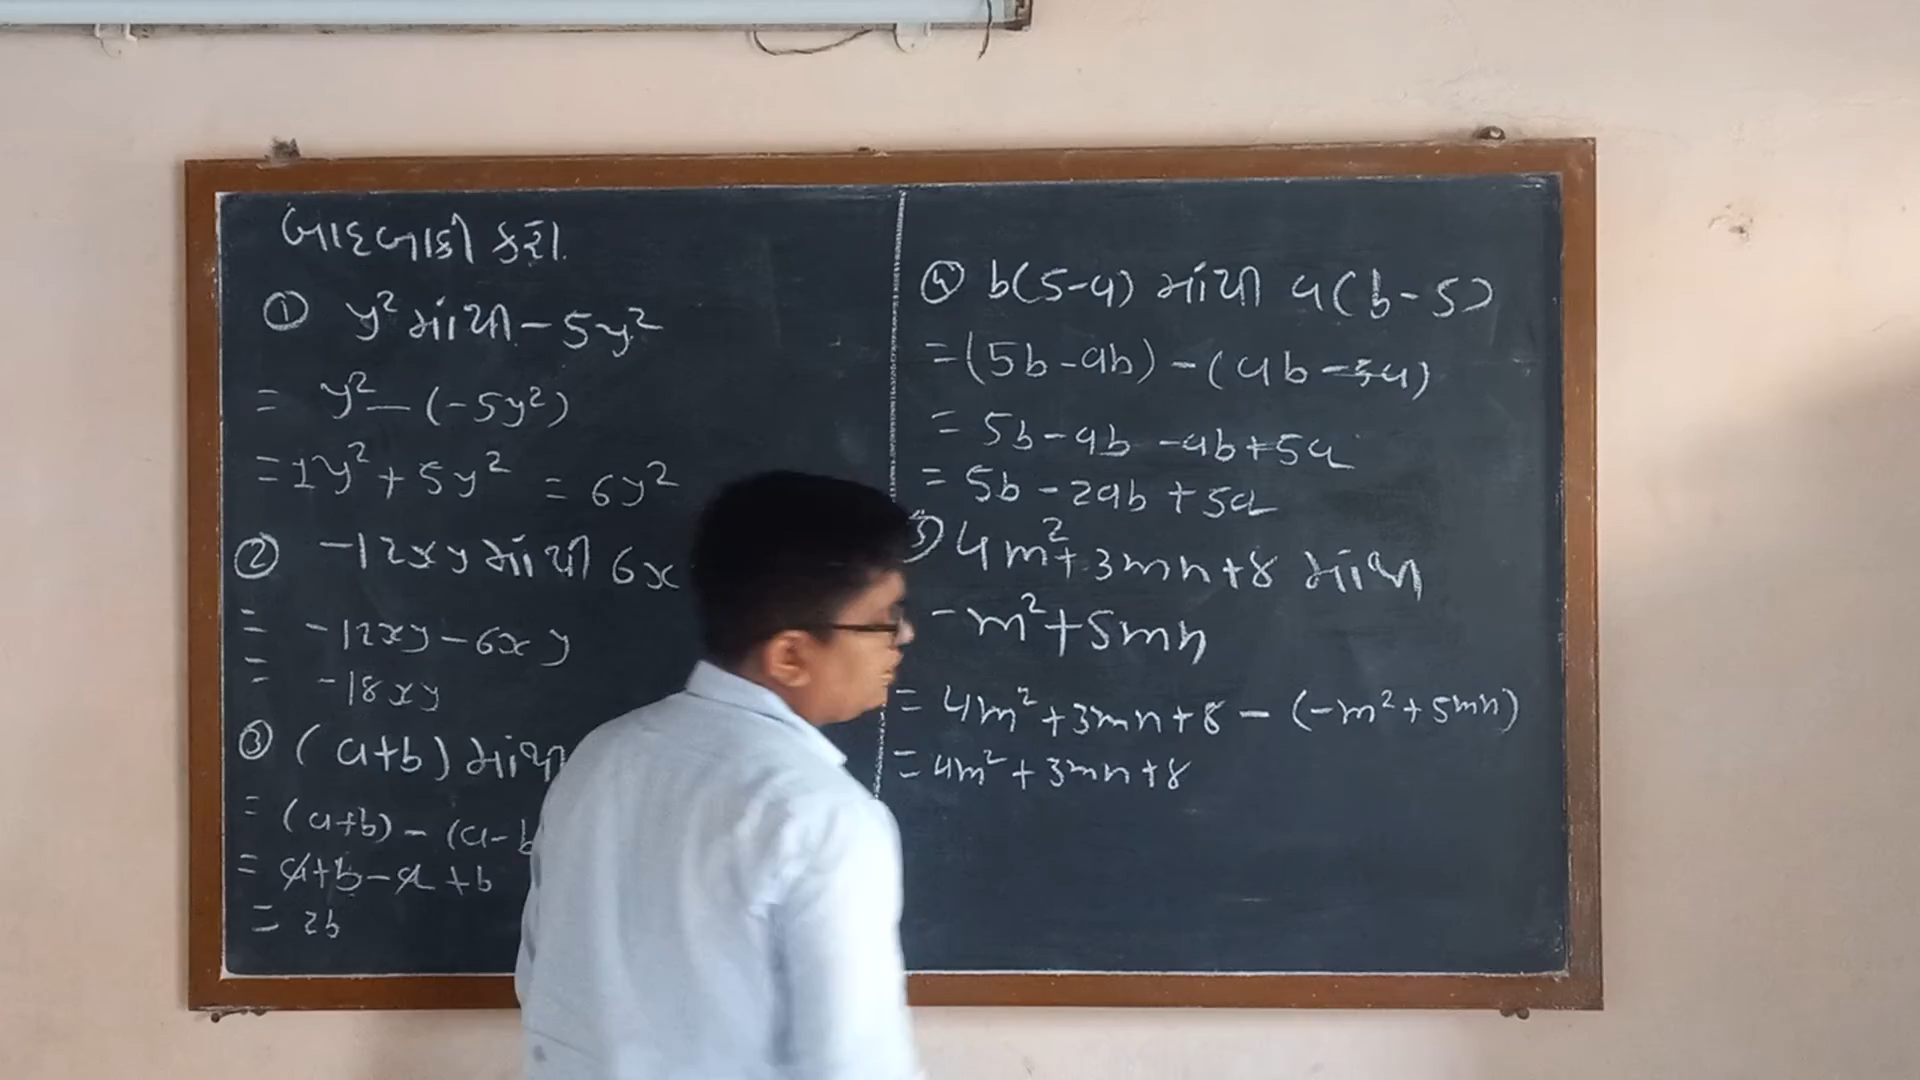 બાદબાકી કરો.
① y² માંથી - 5y²
= y² - (-5y²)
= 1y² + 5y² = 6y²
② -12xy માંથી 6x
= -12xy - 6xy
= -18xy
③ (a+b) માંથી
= (a+b) - (a-b
= a+b - a + b
= 2b
④ b(5-a) માંથી a(b-5)
= (5b-ab) - (ab-5a)
= 5b - ab - ab + 5a
= 5b - 2ab + 5a
5) 4m² + 3mn + 8 માંથી
-m² + 5mn
= 4m² + 3mn + 8 - (-m² + 5mn)
= 4m² + 3mn + 8